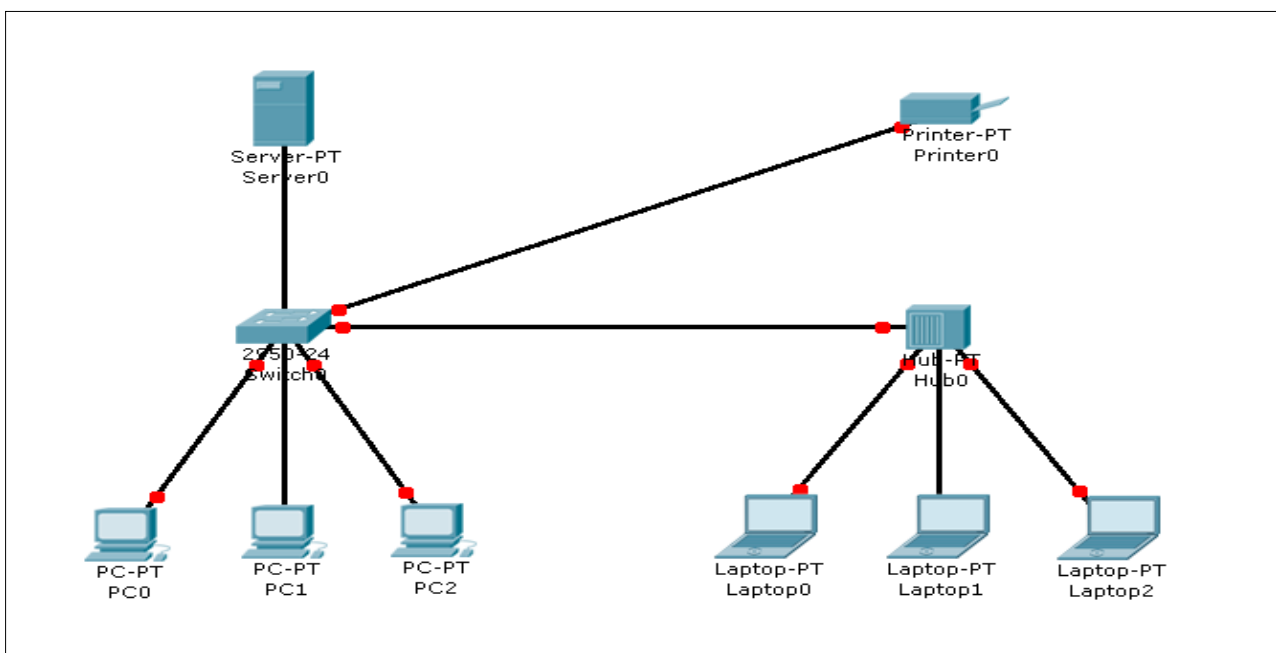 Server-PT
Server0
Printer-PT
Printer0
2950-24
Switch0
Hub-PT
Hub0
PC-PT
PC0
PC-PT
PC1
PC-PT
PC2
Laptop-PT
Laptop0
Laptop-PT
Laptop1
Laptop-PT
Laptop2